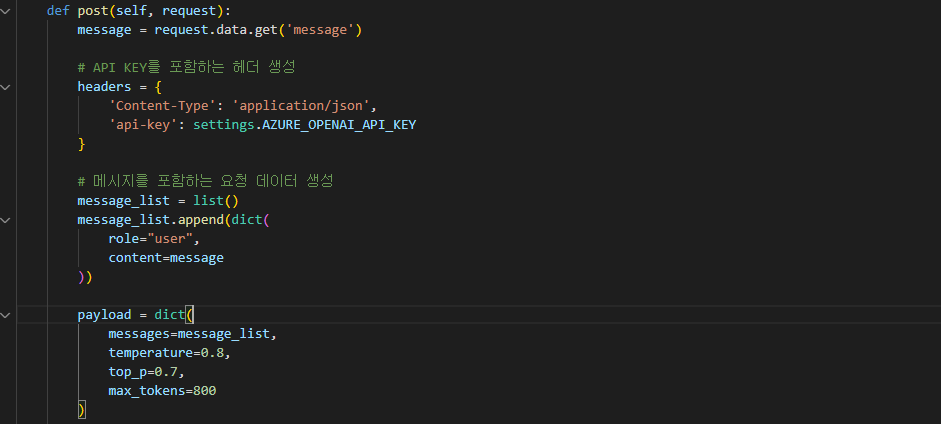 def post(self, request):
message = request.data.get('message')
# API KEY를 포함하는 헤더 생성
headers = {
'Content-Type': 'application/json',
'api-key': settings.AZURE_OPENAI_API_KEY
}
# 메시지를 포함하는 요청 데이터 생성
message_list = list()
message_list.append(dict(
role="user",
content=message
))
payload = dict(
messages=message_list,
temperature=0.8,
top_p=0.7,
max_tokens=800
)